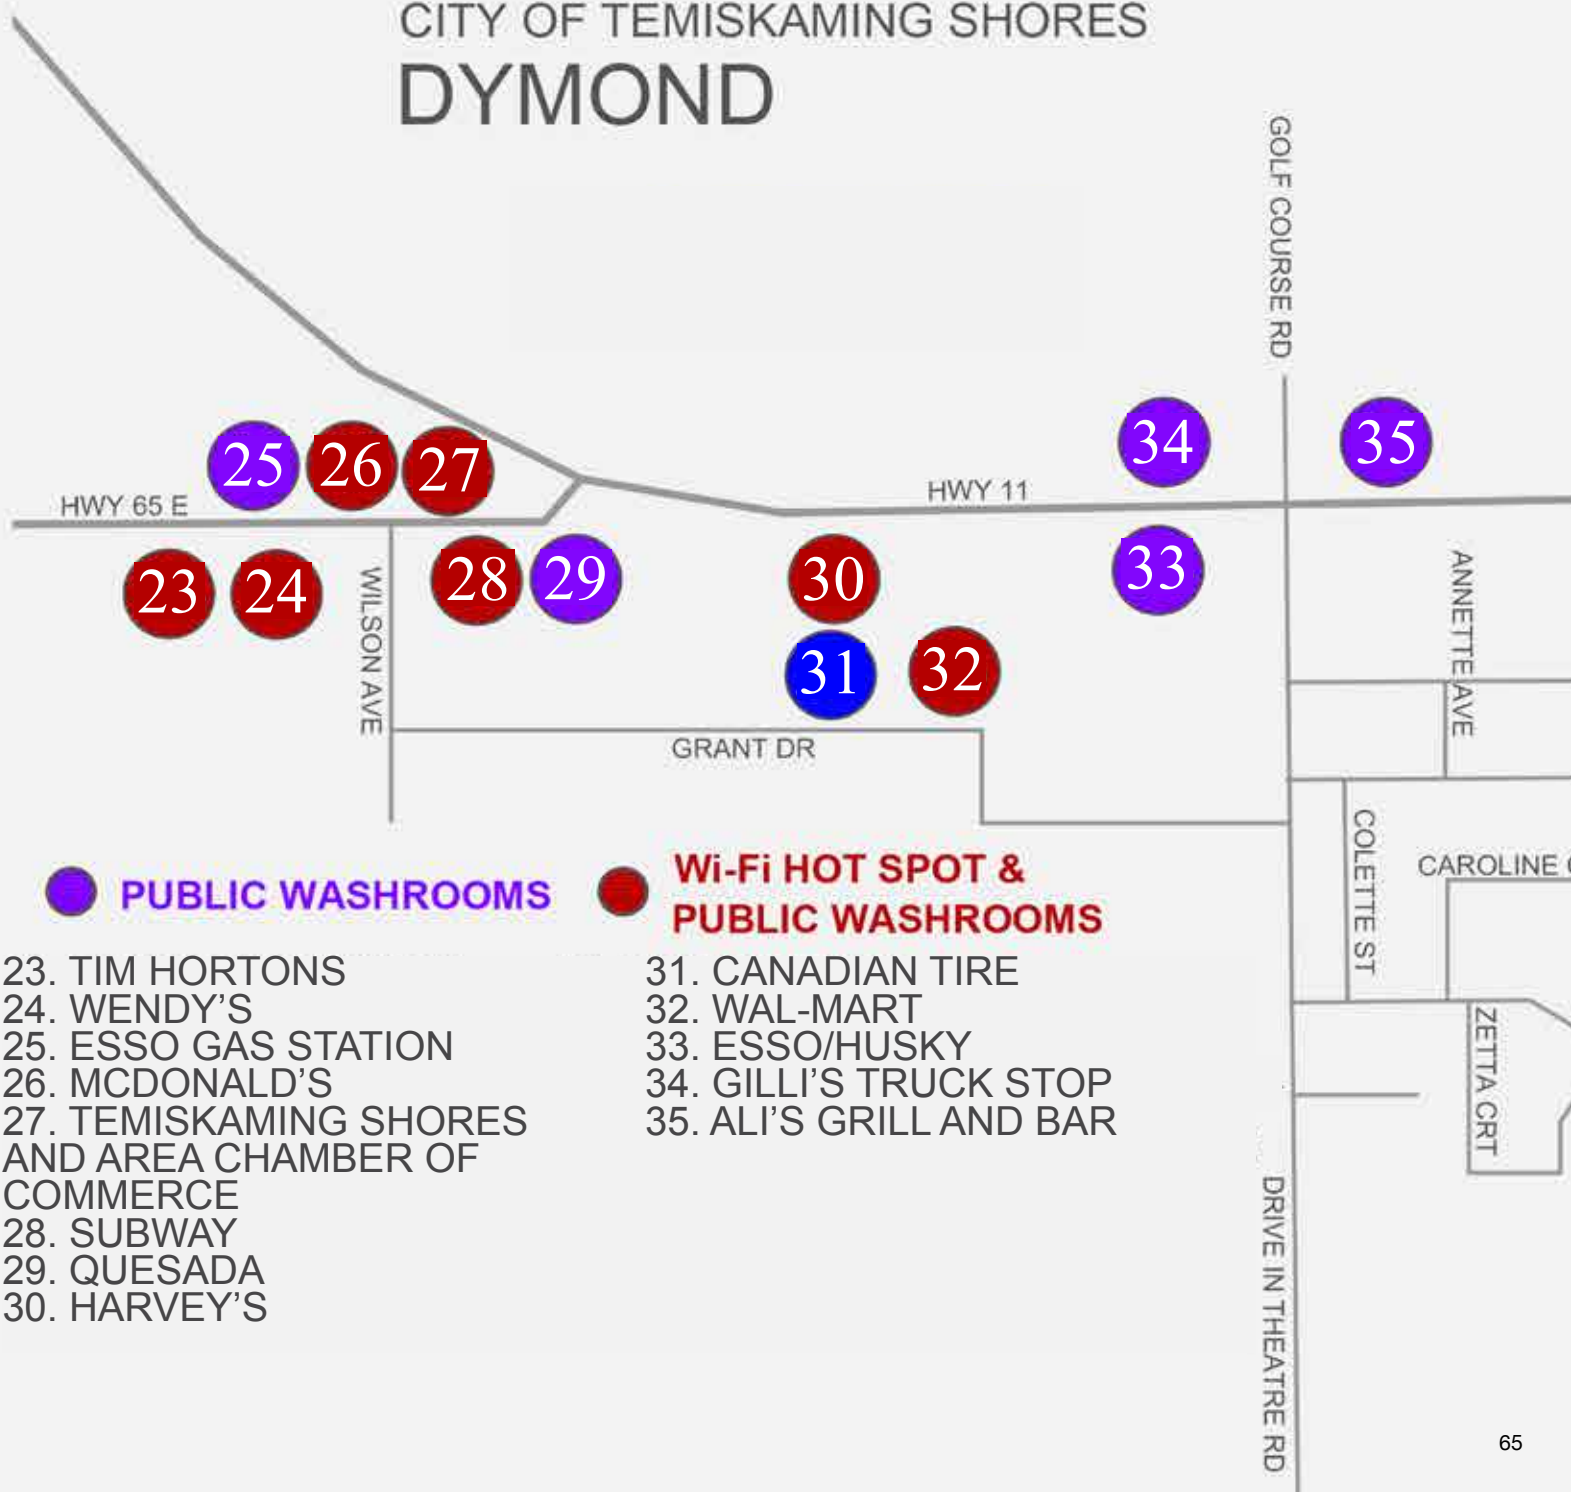 CITY OF TEMISKAMING SHORES
DYMOND
GOLF COURSE RD
25
26
27
34
35
HWY 65 E
HWY 11
23
24
WILSON AVE
28
29
30
33
ANNETTE AVE
31
32
GRANT DR
COLETTE ST
CAROLINE
PUBLIC WASHROOMS
Wi-Fi HOT SPOT &
PUBLIC WASHROOMS
23. TIM HORTONS
24. WENDY'S
25. ESSO GAS STATION
26. MCDONALD'S
27. TEMISKAMING SHORES
AND AREA CHAMBER OF
COMMERCE
28. SUBWAY
29. QUESADA
30. HARVEY'S
31. CANADIAN TIRE
32. WAL-MART
33. ESSO/HUSKY
34. GILLI'S TRUCK STOP
35. ALI'S GRILL AND BAR
ZETTA CRT
DRIVE IN THEATRE RD
65